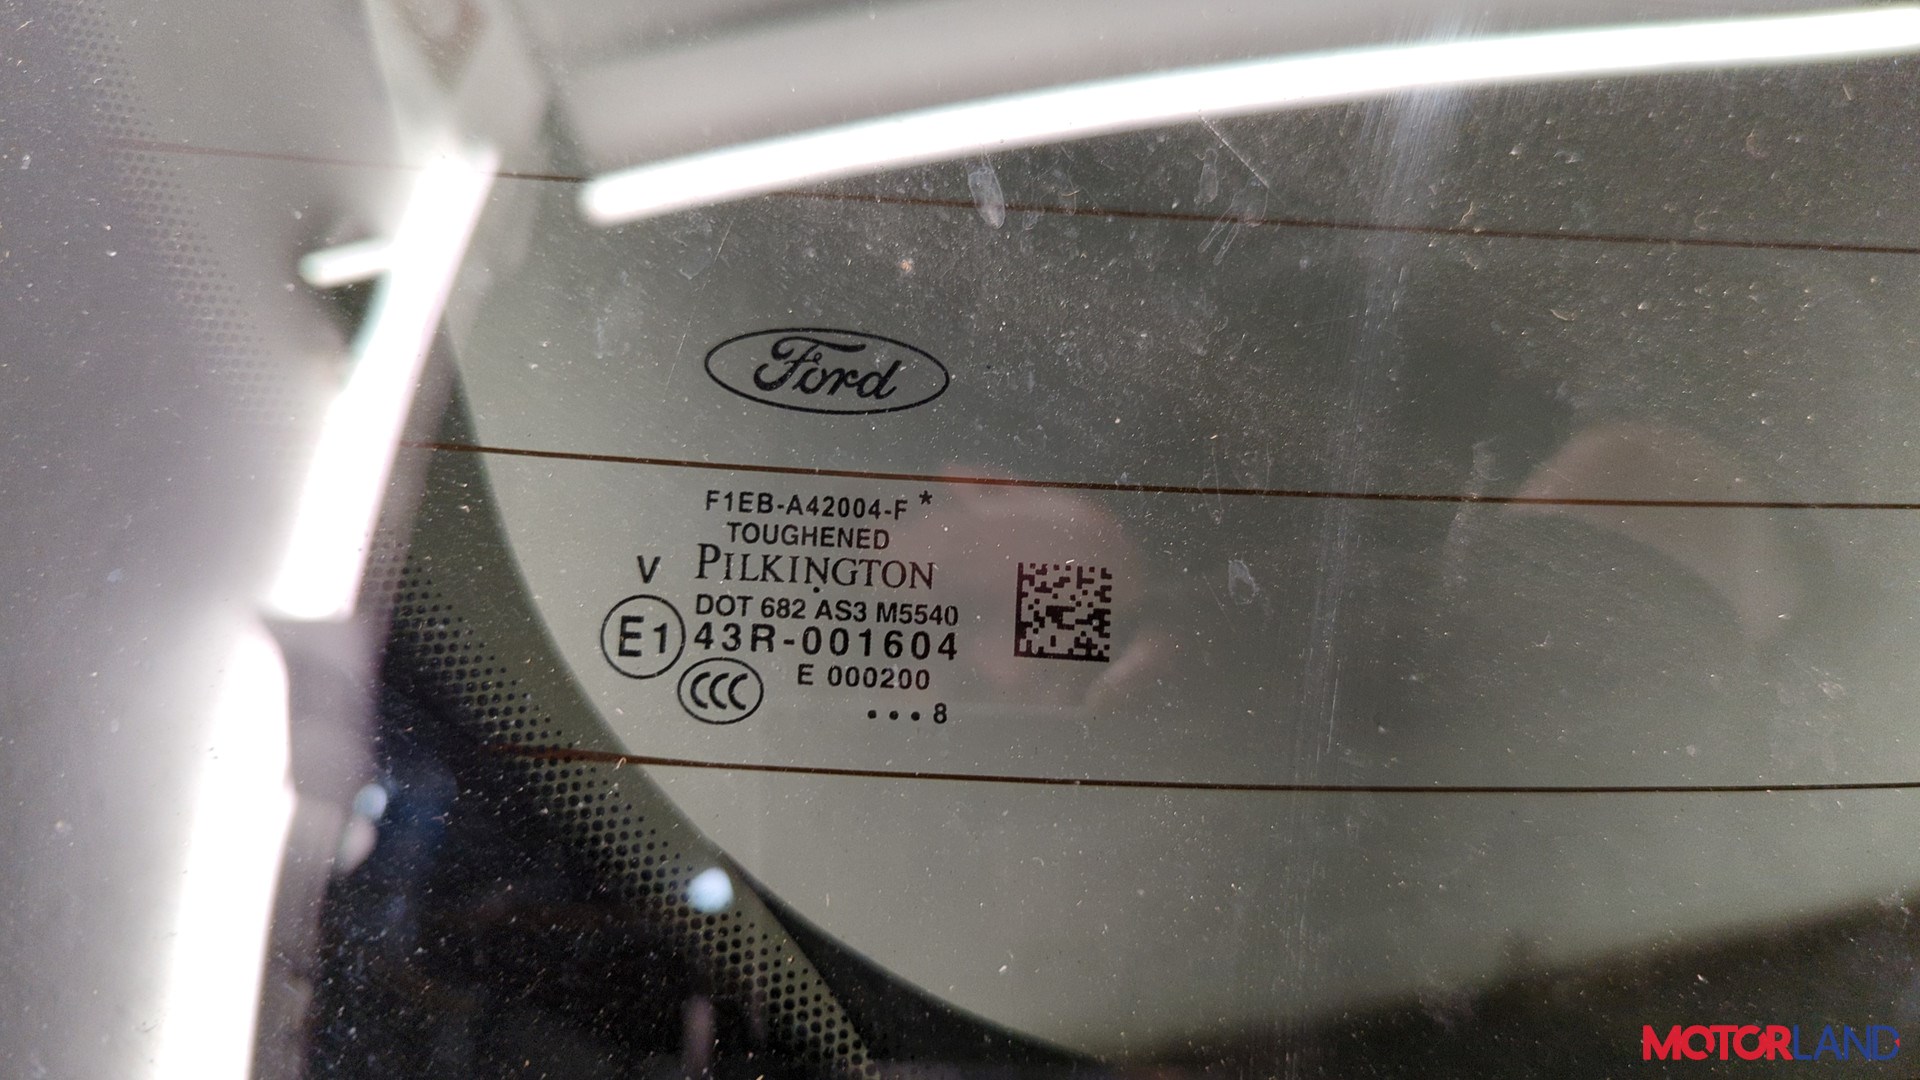 Ford
F1EB-A42004-F *
TOUGHENED
V PILKINGTON
DOT 682 AS3 M5540
E1 43R-001604
CCC E 000200
•••8
MOTORLAND